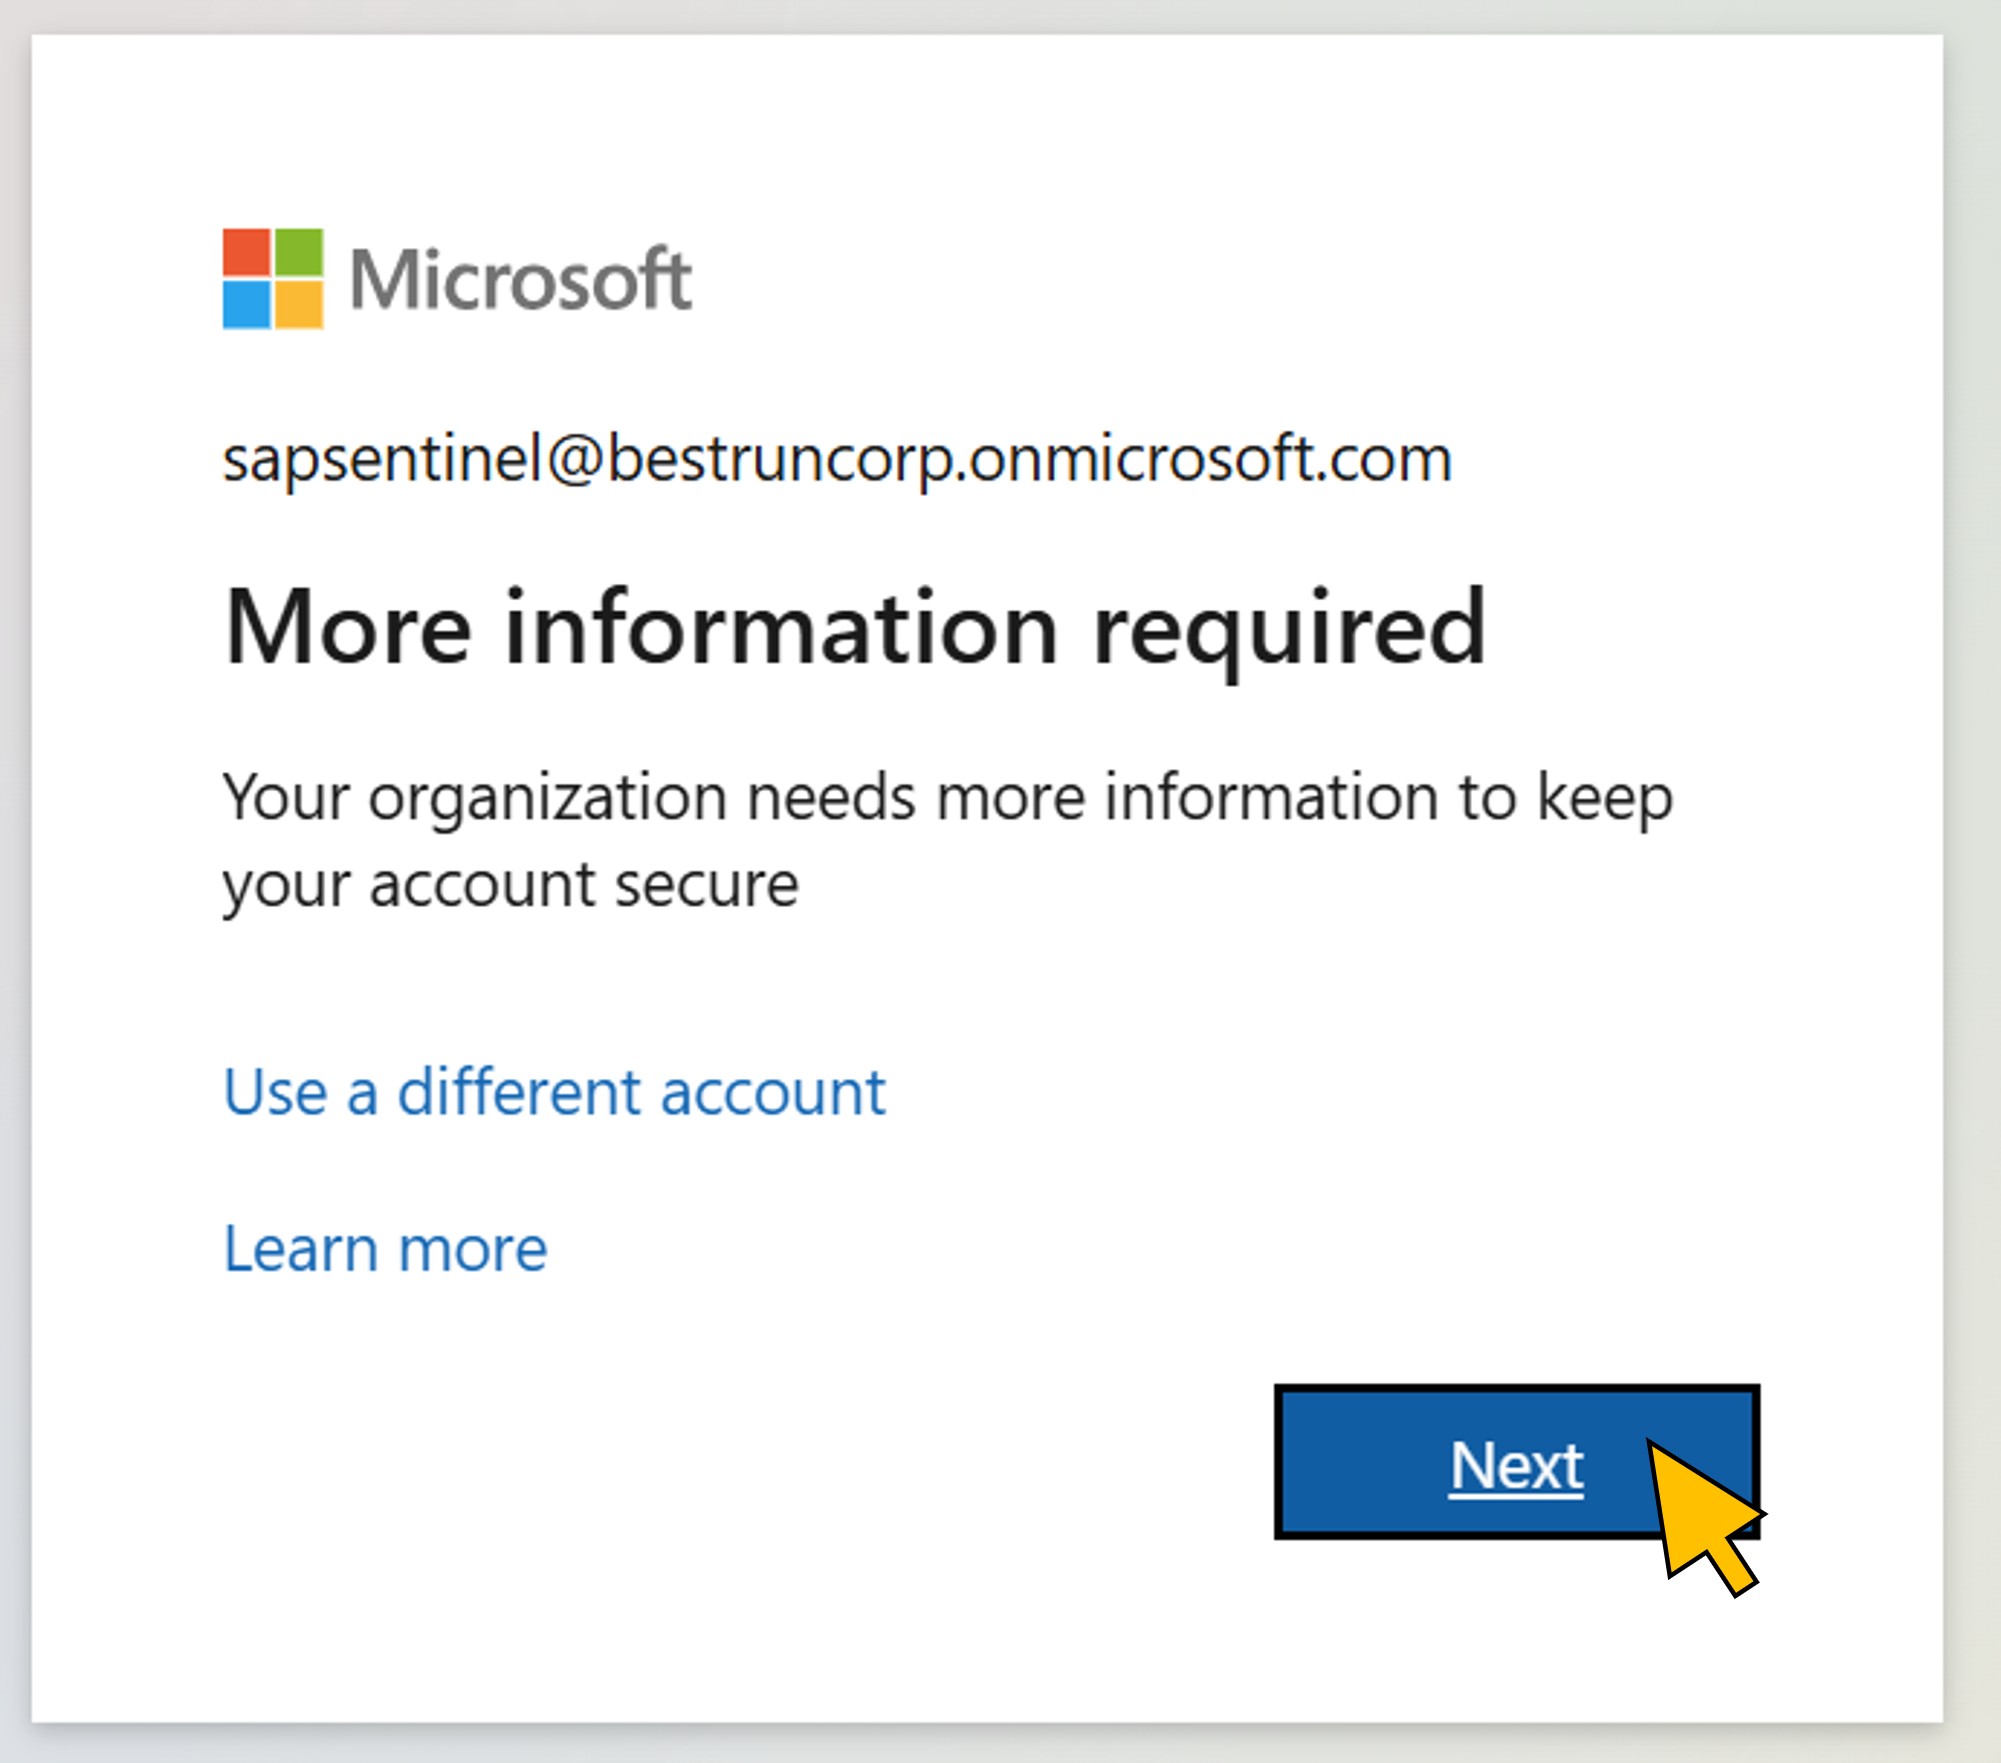 Microsoft
sapsentinel@bestruncorp.onmicrosoft.com
More information required
Your organization needs more information to keep
your account secure
Use a different account
Learn more
Next